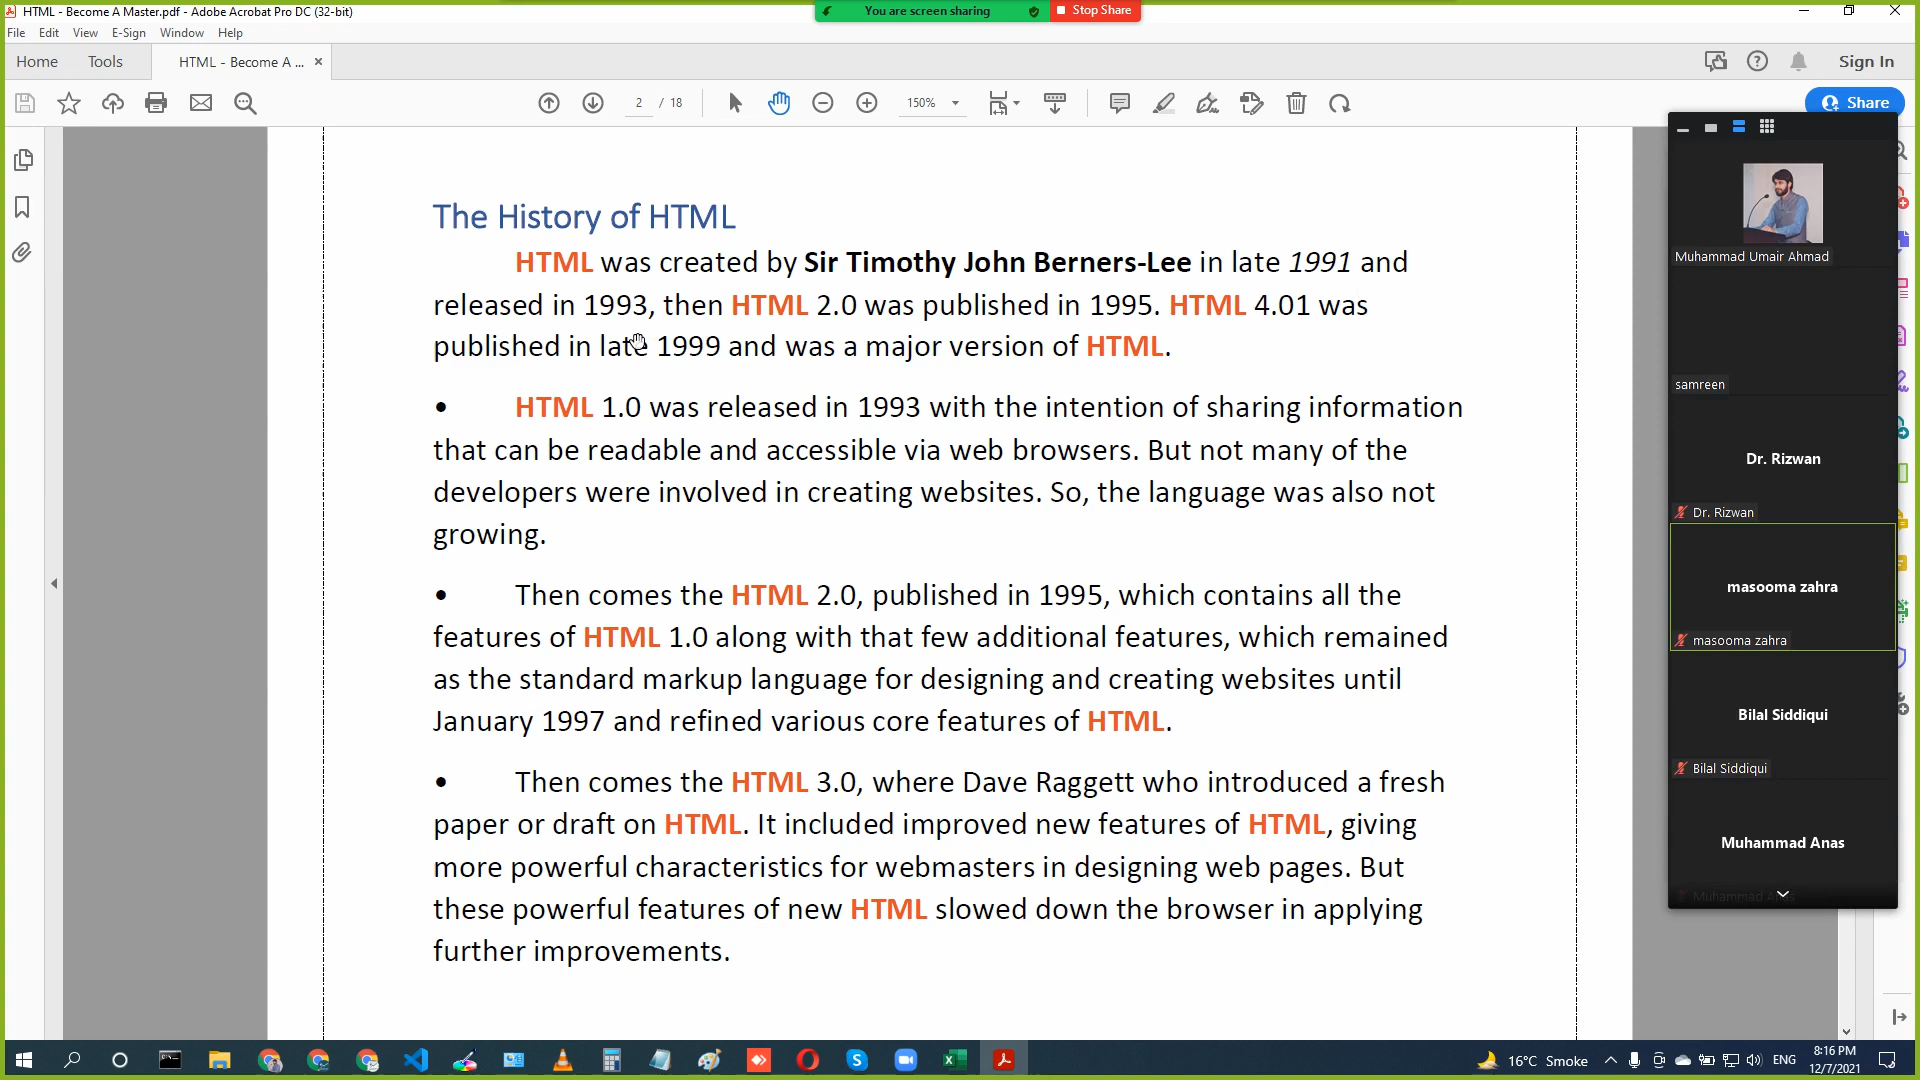 HTML - Become A Master.pdf - Adobe Acrobat Pro DC (32-bit)
You are screen sharing
Stop Share
File Edit View E-Sign Window Help
Home Tools HTML - Become A ... ×
Sign In
2 / 18
150%
Share
The History of HTML
HTML was created by Sir Timothy John Berners-Lee in late 1991 and
released in 1993, then HTML 2.0 was published in 1995. HTML 4.01 was
published in late 1999 and was a major version of HTML.
• HTML 1.0 was released in 1993 with the intention of sharing information
that can be readable and accessible via web browsers. But not many of the
developers were involved in creating websites. So, the language was also not
growing.
• Then comes the HTML 2.0, published in 1995, which contains all the
features of HTML 1.0 along with that few additional features, which remained
as the standard markup language for designing and creating websites until
January 1997 and refined various core features of HTML.
• Then comes the HTML 3.0, where Dave Raggett who introduced a fresh
paper or draft on HTML. It included improved new features of HTML, giving
more powerful characteristics for webmasters in designing web pages. But
these powerful features of new HTML slowed down the browser in applying
further improvements.
Muhammad Umair Ahmad
samreen
Dr. Rizwan
Dr. Rizwan
masooma zahra
masooma zahra
Bilal Siddiqui
Bilal Siddiqui
Muhammad Anas
Muhammad Anas
16°C Smoke
ENG
8:16 PM
12/7/2021